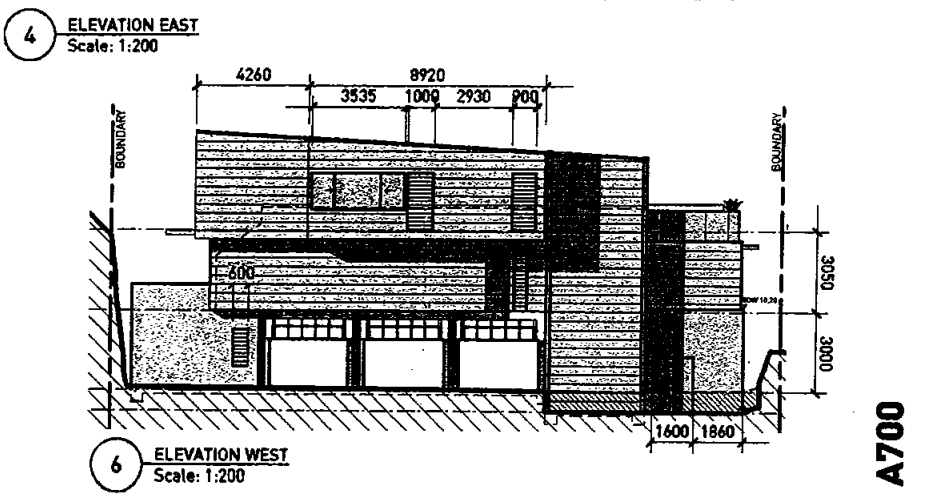 4
ELEVATION EAST
Scale: 1:200
4260 8920
3535 1000 2930 900
BOUNDARY
BOUNDARY
600
3050
3000
1600 1860
6
ELEVATION WEST
Scale: 1:200
A700